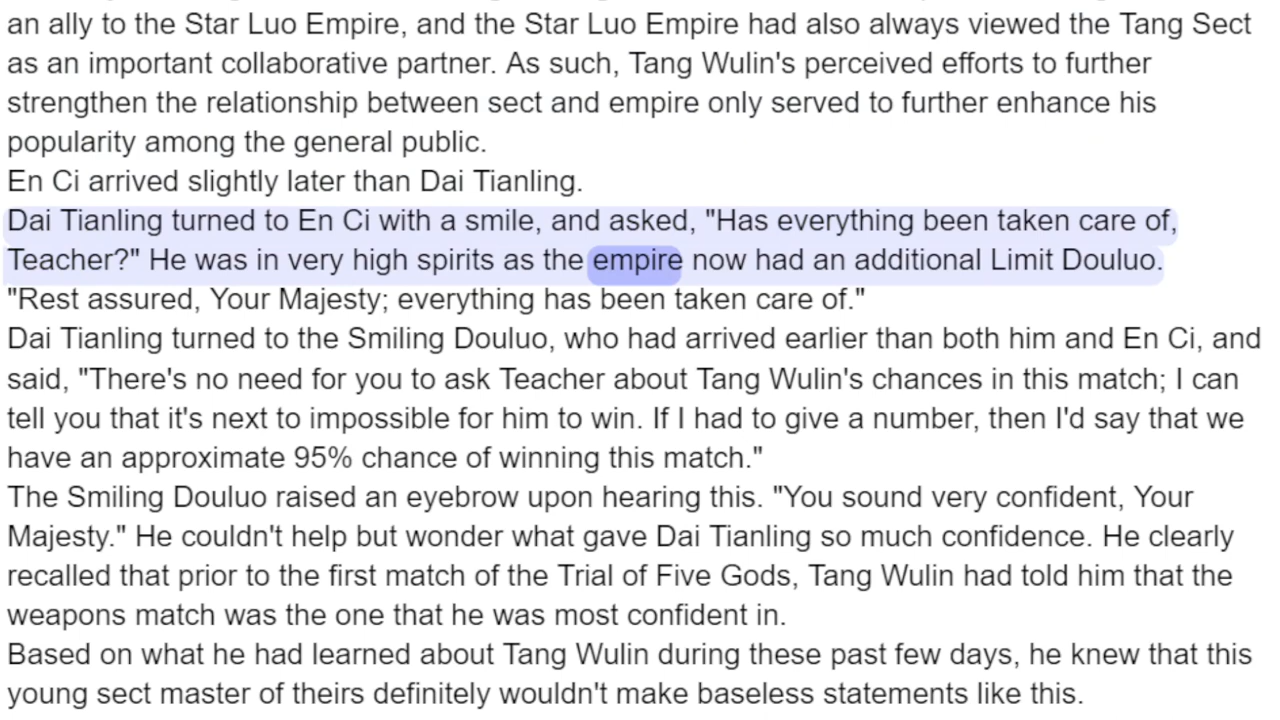 an ally to the Star Luo Empire, and the Star Luo Empire had also always viewed the Tang Sect
as an important collaborative partner. As such, Tang Wulin's perceived efforts to further
strengthen the relationship between sect and empire only served to further enhance his
popularity among the general public.
En Ci arrived slightly later than Dai Tianling.
Dai Tianling turned to En Ci with a smile, and asked, "Has everything been taken care of,
Teacher?" He was in very high spirits as the empire now had an additional Limit Douluo.
"Rest assured, Your Majesty; everything has been taken care of."
Dai Tianling turned to the Smiling Douluo, who had arrived earlier than both him and En Ci, and
said, "There's no need for you to ask Teacher about Tang Wulin's chances in this match; I can
tell you that it's next to impossible for him to win. If I had to give a number, then I'd say that we
have an approximate 95% chance of winning this match."
The Smiling Douluo raised an eyebrow upon hearing this. "You sound very confident, Your
Majesty." He couldn't help but wonder what gave Dai Tianling so much confidence. He clearly
recalled that prior to the first match of the Trial of Five Gods, Tang Wulin had told him that the
weapons match was the one that he was most confident in.
Based on what he had learned about Tang Wulin during these past few days, he knew that this
young sect master of theirs definitely wouldn't make baseless statements like this.